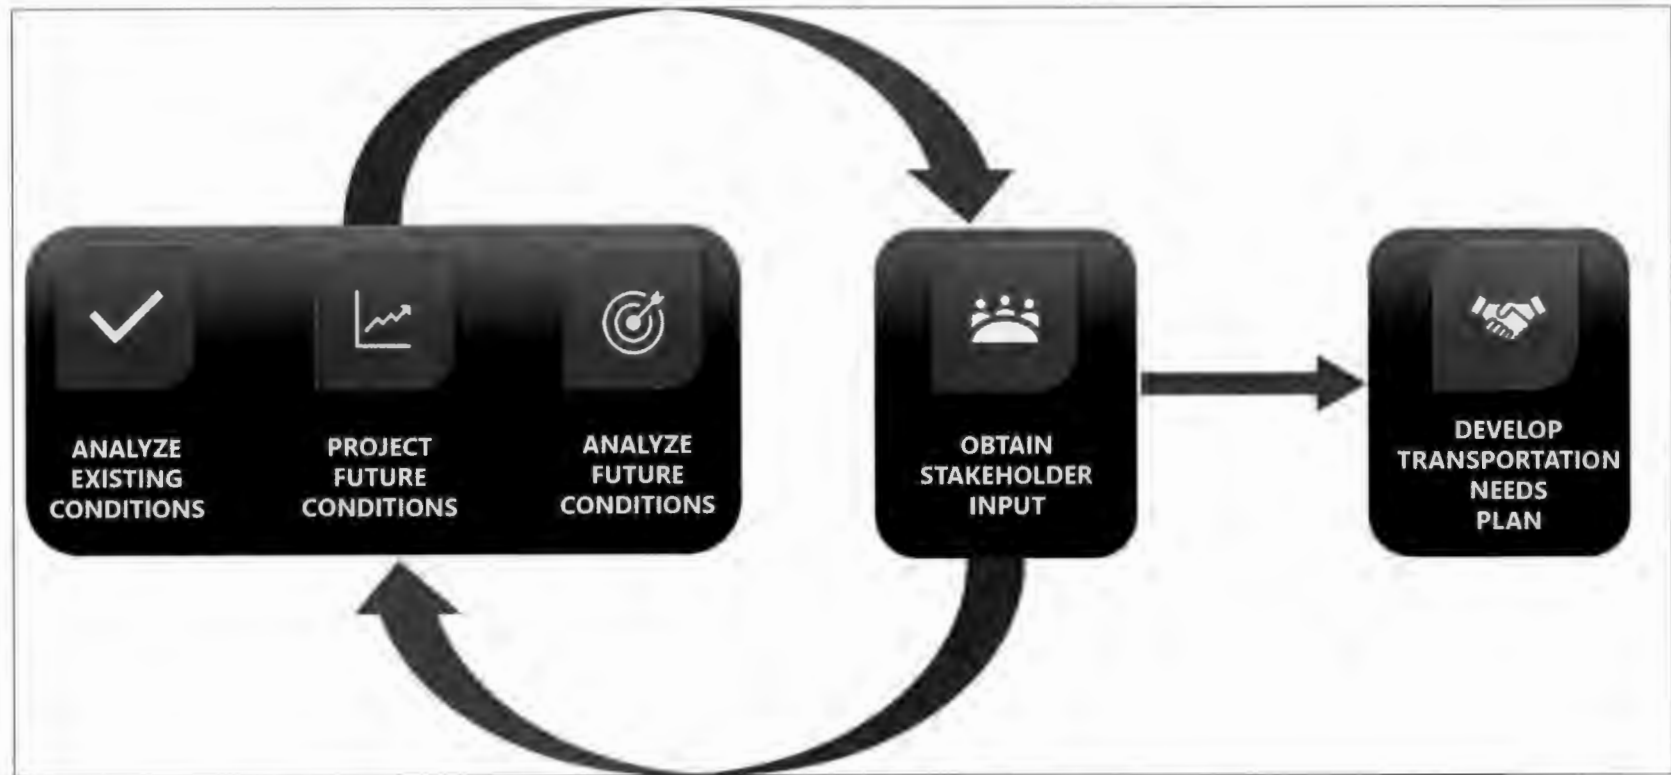 ANALYZE
EXISTING
CONDITIONS
PROJECT
FUTURE
CONDITIONS
ANALYZE
FUTURE
CONDITIONS
OBTAIN
STAKEHOLDER
INPUT
DEVELOP
TRANSPORTATION
NEEDS
PLAN